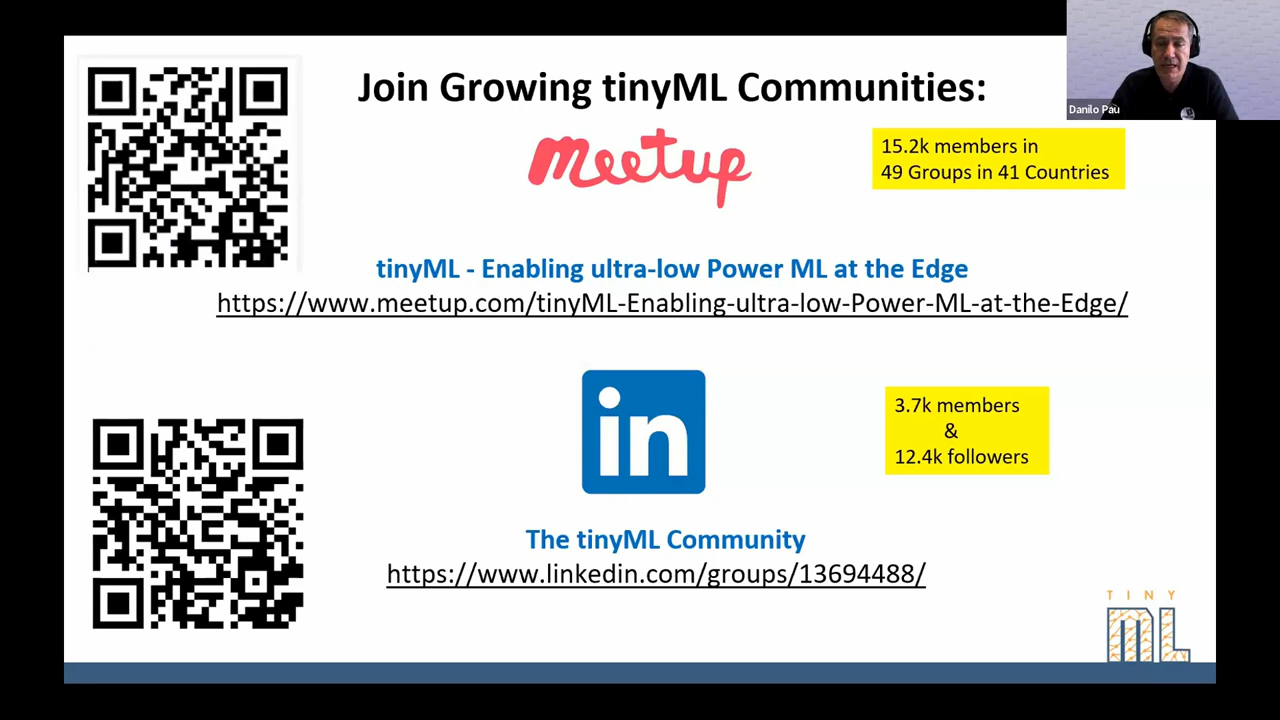 Join Growing tinyML Communities:
Danilo Pau
meetup
15.2k members in
49 Groups in 41 Countries
tinyML - Enabling ultra-low Power ML at the Edge
https://www.meetup.com/tinyML-Enabling-ultra-low-Power-ML-at-the-Edge/
in
3.7k members
&
12.4k followers
The tinyML Community
https://www.linkedin.com/groups/13694488/
TINY
ML